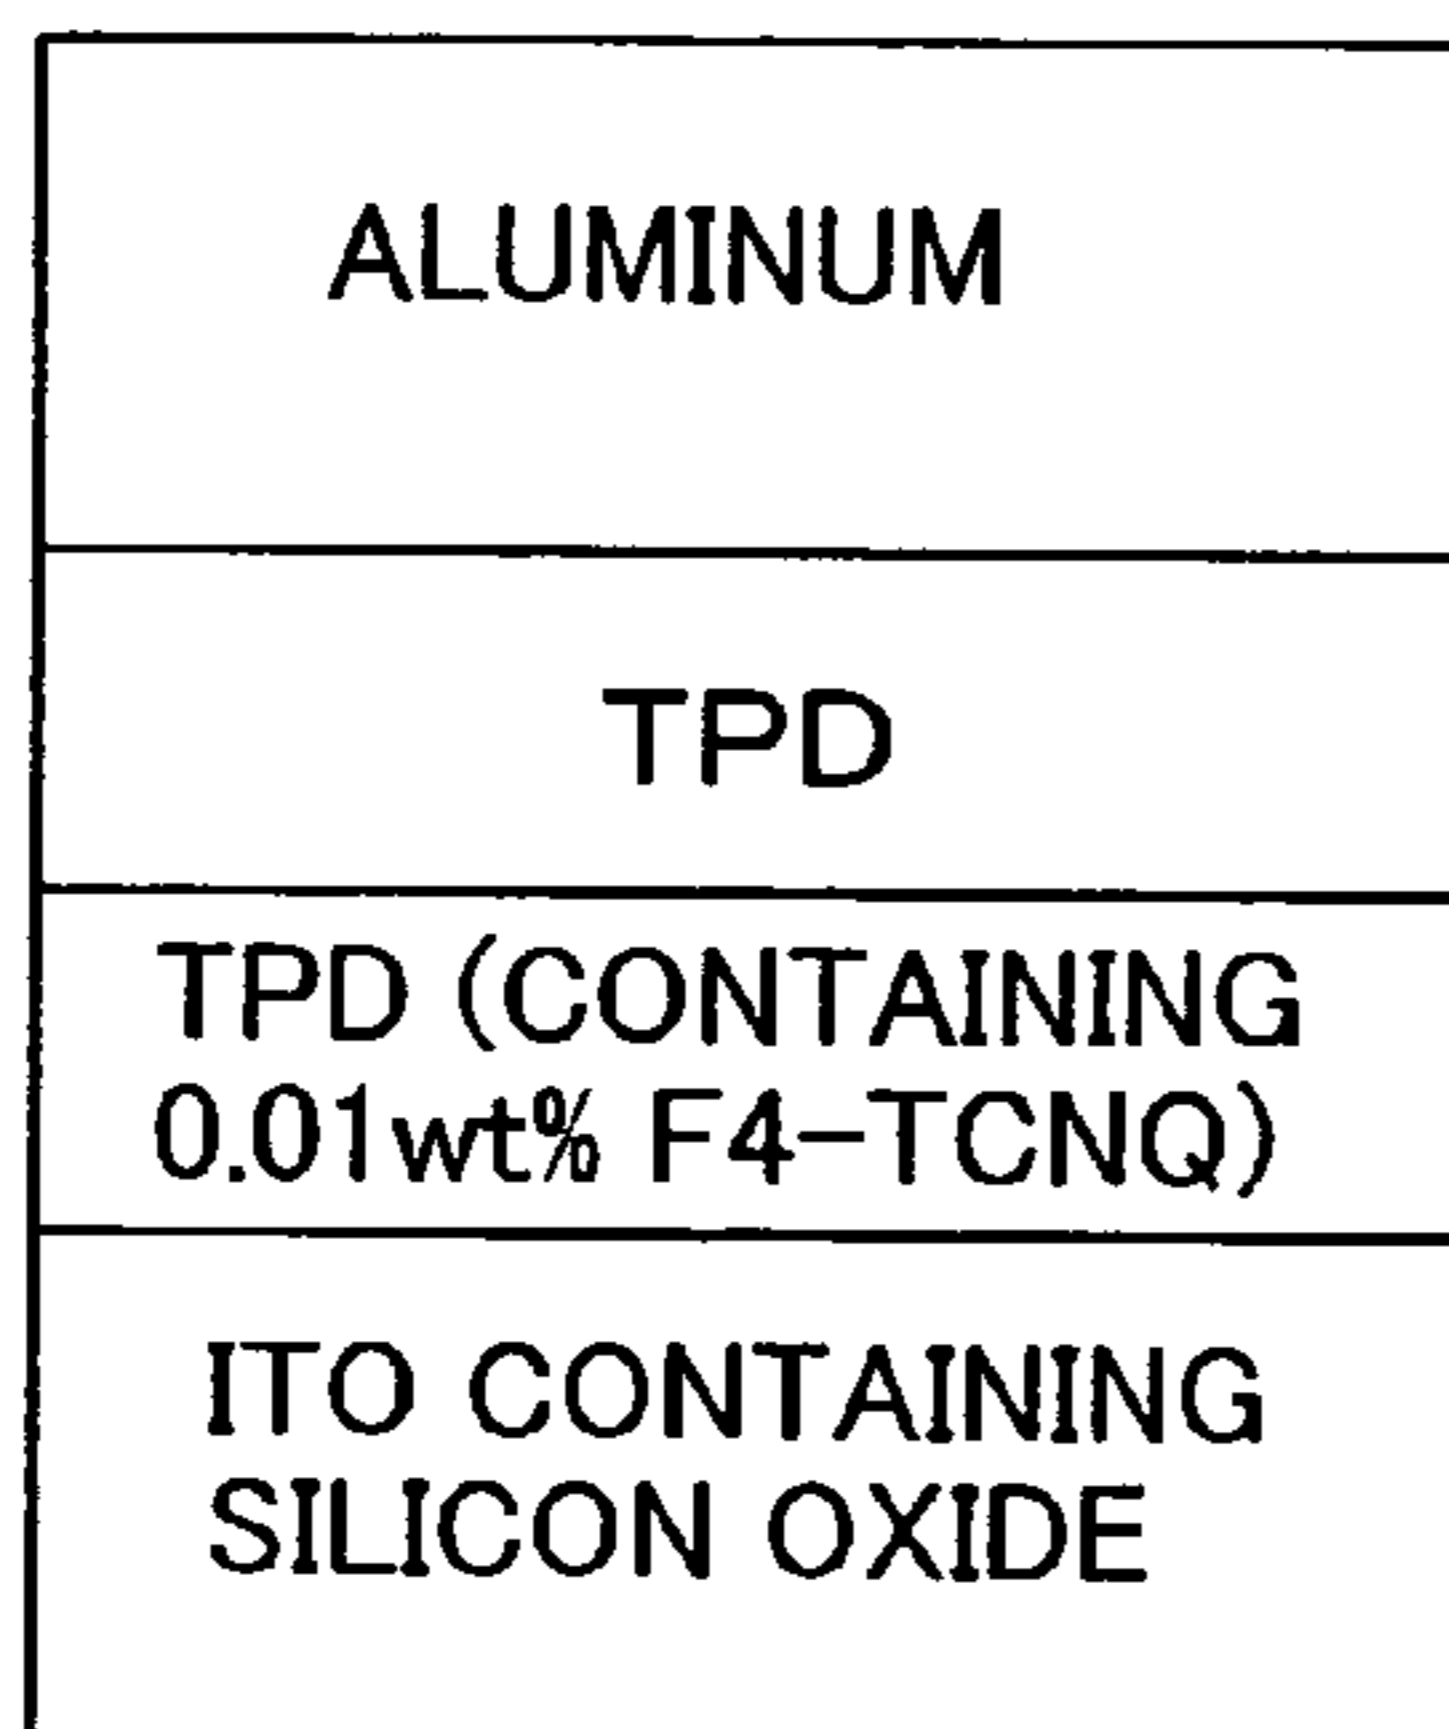 ALUMINUM
TPD
TPD (CONTAINING
0.01wt% F4-TCNQ)
ITO CONTAINING
SILICON OXIDE